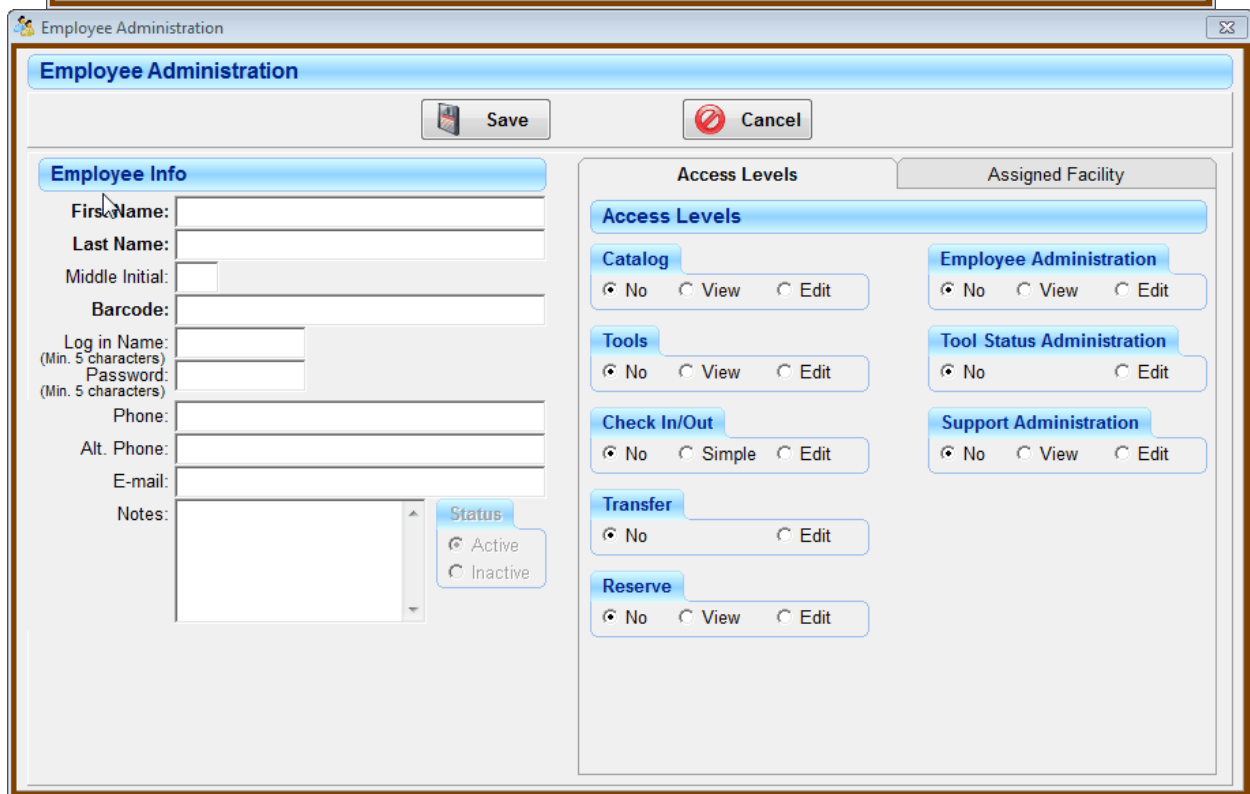 Employee Administration
Employee Administration
Save Cancel
Employee Info
First Name:
Last Name:
Middle Initial:
Barcode:
Log in Name:
(Min. 5 characters)
Password:
(Min. 5 characters)
Phone:
Alt. Phone:
E-mail:
Notes:
Status
Active
Inactive
Access Levels Assigned Facility
Access Levels
Catalog
No View Edit
Tools
No View Edit
Check In/Out
No Simple Edit
Transfer
No Edit
Reserve
No View Edit
Employee Administration
No View Edit
Tool Status Administration
No Edit
Support Administration
No View Edit